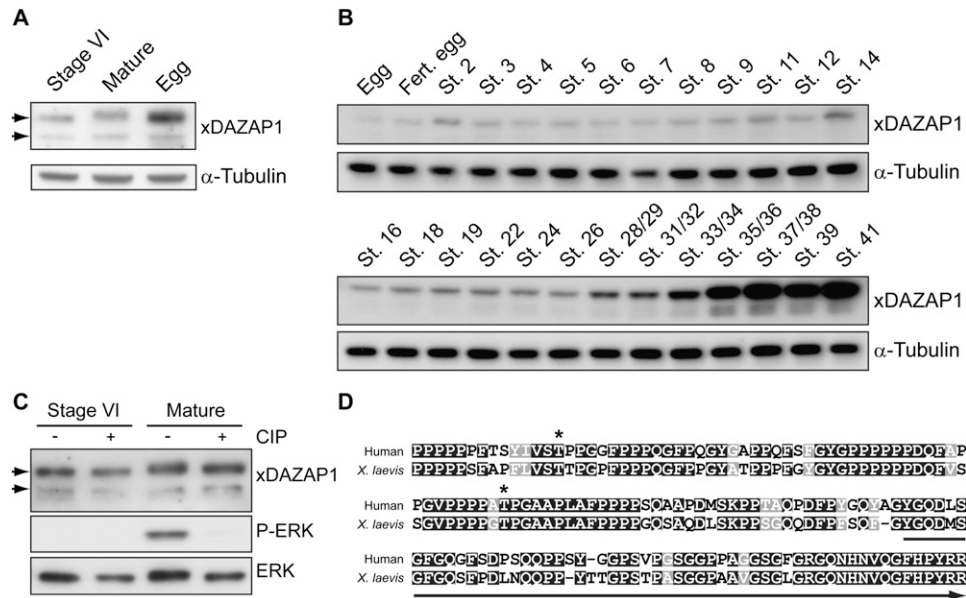 A
Stage VI Mature Egg
xDAZAP1
α-Tubulin
B
Egg Fert. egg St. 2 St. 3 St. 4 St. 5 St. 6 St. 7 St. 8 St. 9 St. 11 St. 12 St. 14
xDAZAP1
α-Tubulin
St. 16 St. 18 St. 19 St. 22 St. 24 St. 26 St. 28/29 St. 31/32 St. 33/34 St. 35/36 St. 37/38 St. 39 St. 41
xDAZAP1
α-Tubulin
C
Stage VI Mature
- + - + CIP
xDAZAP1
P-ERK
ERK
D
*
Human PPPPPPFTSYIVSTPPGGFPPPQGFPQGYGAPPQFSFGYGPPPPPPDQFAP
X. laevis PPPPPSFAPFLVSTTPGPFPPPQGFPPGYATPPPFGYGPPPPPPDQFVS
*
Human PGVPPPPATPGAAPLAFPPPPSQAAPDMSKPPTAQPDFPYGQYAGYGQDLS
X. laevis SGVPPPPGTPGAAPLAFPPPPGQSAQDLSKPPSGQQDFPFSQF-GYGQDMS
Human GFGQGFSDPSQQPPSY-GGPSVPGSGGPPAGGSGFGRGQNHNVQGFHPYRR
X. laevis GFGQSFPDLNQQPP-YTTGPSTPASGGPAAVGSGLGRGQNHNVQGFHPYRR